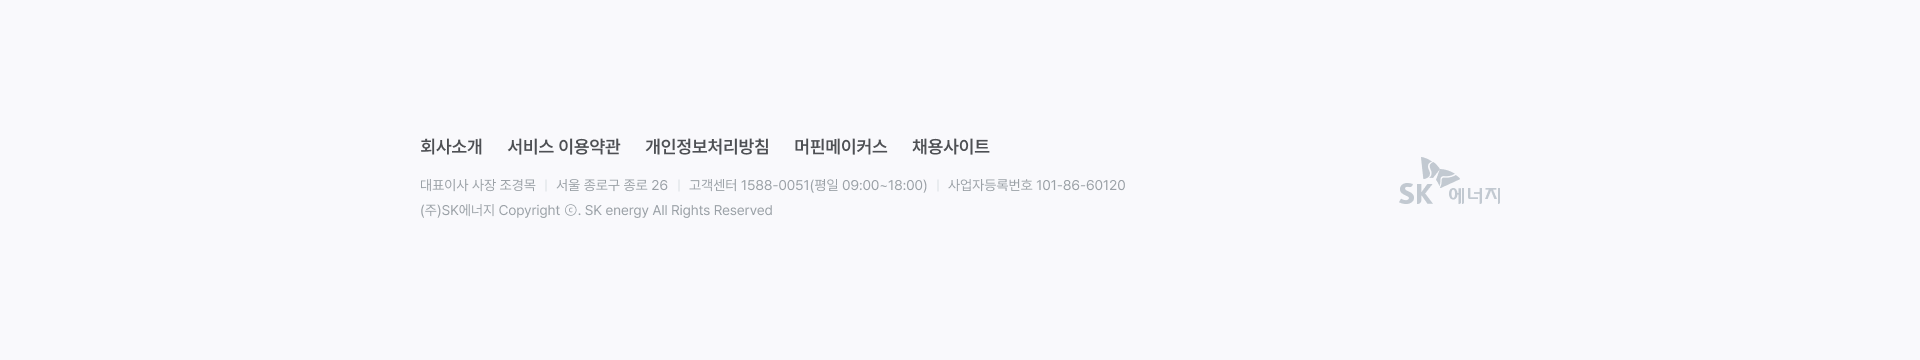 회사소개 서비스 이용약관 개인정보처리방침 머핀메이커스 채용사이트
대표이사 사장 조경목 | 서울 종로구 종로 26 | 고객센터 1588-0051(평일 09:00~18:00) | 사업자등록번호 101-86-60120
(주)SK에너지 Copyright ⓒ. SK energy All Rights Reserved
SK 에너지